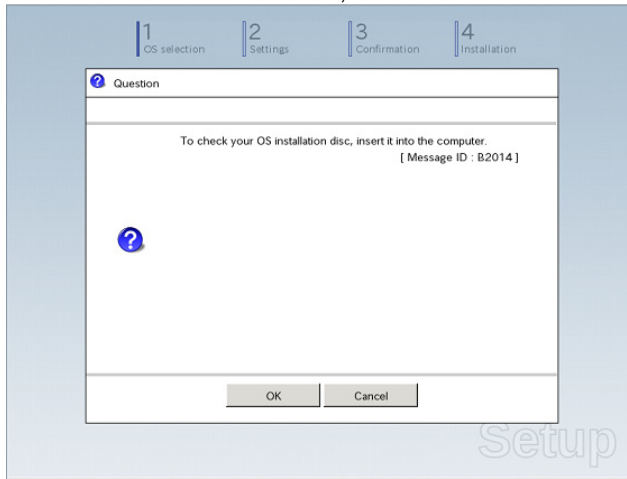 1
OS selection
2
Settings
3
Confirmation
4
Installation
Question
To check your OS installation disc, insert it into the computer.
[ Message ID : B2014 ]
OK
Cancel
Setup